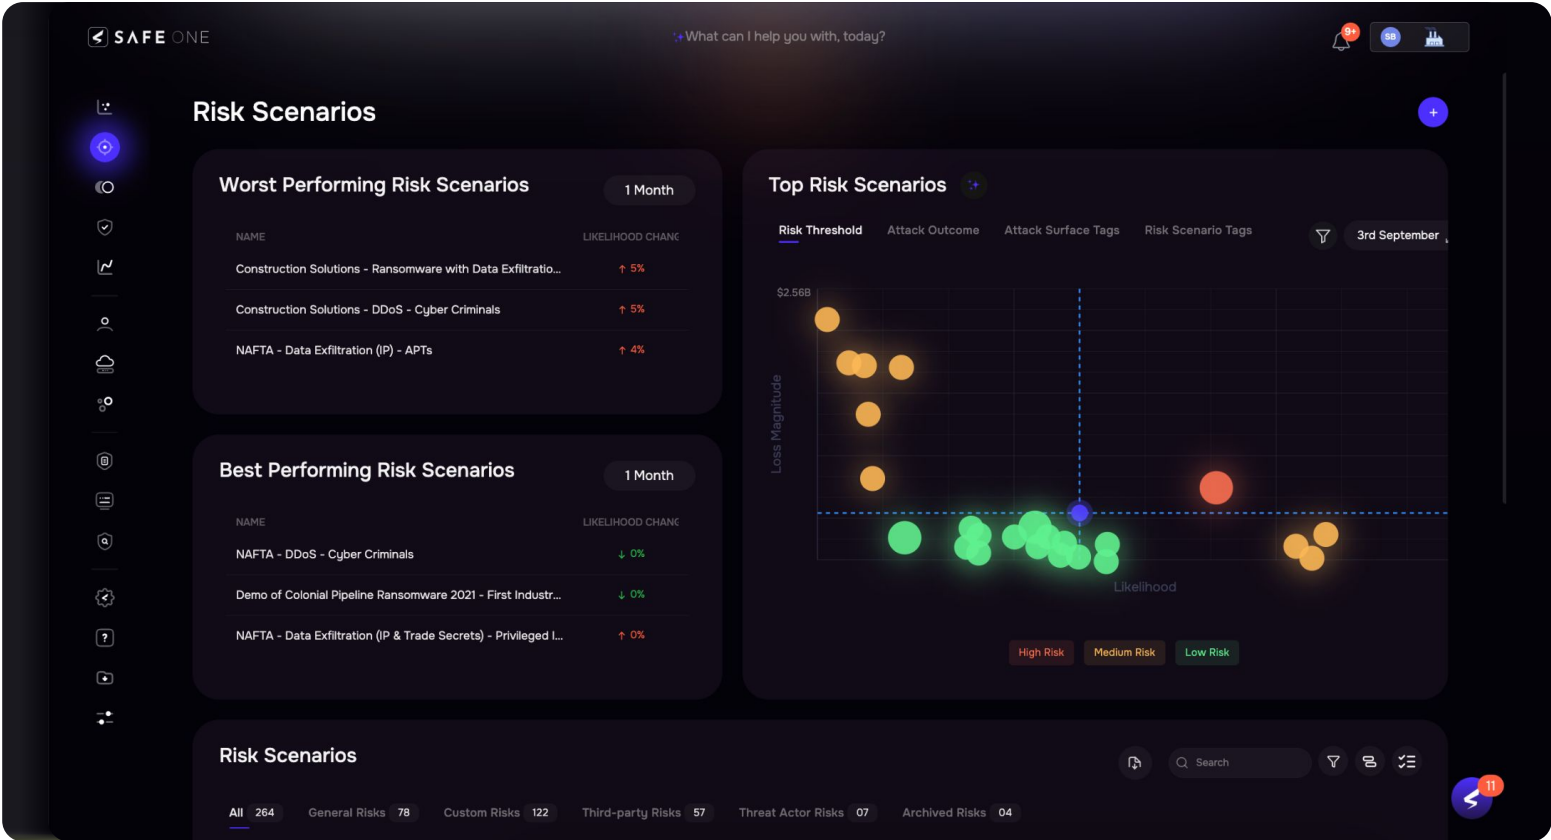 SAFE ONE
What can I help you with, today?
9+
SB
Risk Scenarios
+
Worst Performing Risk Scenarios
1 Month
NAME LIKELIHOOD CHANG
Construction Solutions - Ransomware with Data Exfiltratio... ↑ 5%
Construction Solutions - DDoS - Cyber Criminals ↑ 5%
NAFTA - Data Exfiltration (IP) - APTs ↑ 4%
Best Performing Risk Scenarios
1 Month
NAME LIKELIHOOD CHANG
NAFTA - DDoS - Cyber Criminals ↓ 0%
Demo of Colonial Pipeline Ransomware 2021 - First Industr... ↓ 0%
NAFTA - Data Exfiltration (IP & Trade Secrets) - Privileged I... ↑ 0%
Top Risk Scenarios
Risk Threshold Attack Outcome Attack Surface Tags Risk Scenario Tags
3rd September
$2.56B
Loss Magnitude
Likelihood
High Risk Medium Risk Low Risk
Risk Scenarios
Search
All 264 General Risks 78 Custom Risks 122 Third-party Risks 57 Threat Actor Risks 07 Archived Risks 04
11